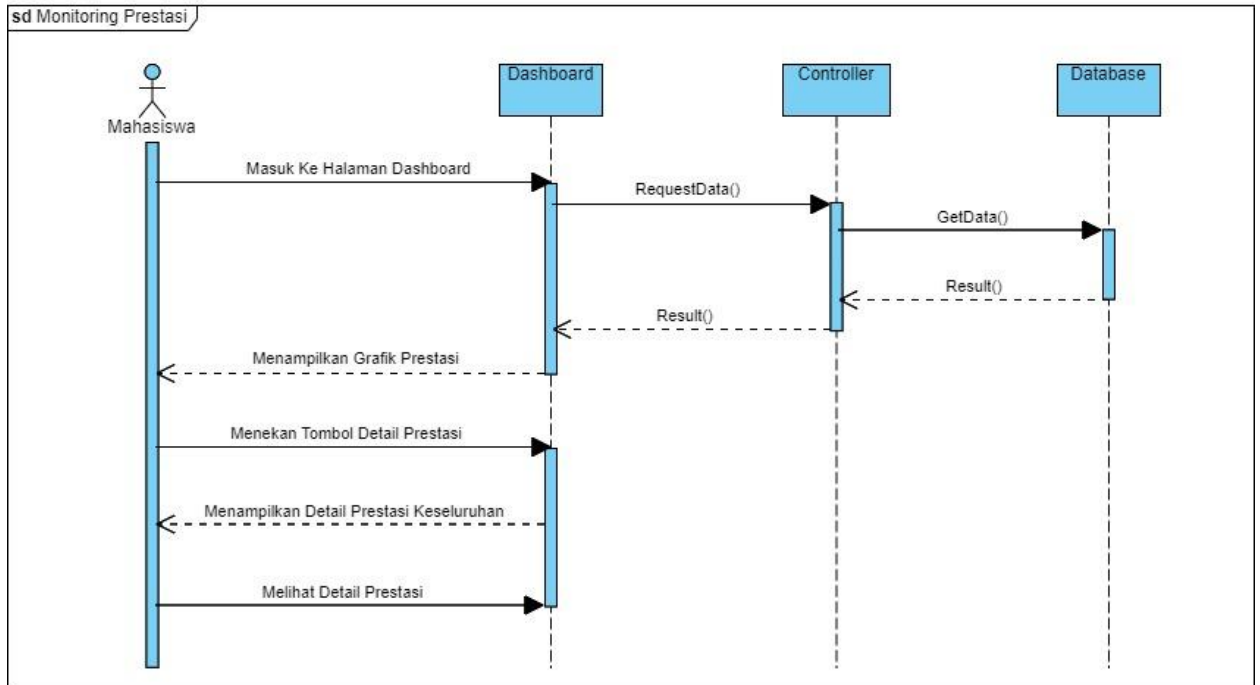 sd Monitoring Prestasi
Mahasiswa
Dashboard
Controller
Database
Masuk Ke Halaman Dashboard
RequestData()
GetData()
Result()
Result()
Menampilkan Grafik Prestasi
Menekan Tombol Detail Prestasi
Menampilkan Detail Prestasi Keseluruhan
Melihat Detail Prestasi